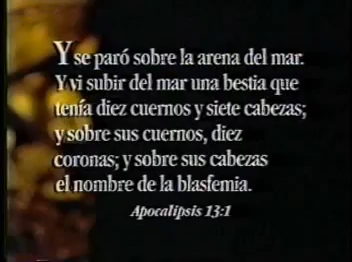 Y se paró sobre la arena del mar.
Y vi subir del mar una bestia que
tenía diez cuernos y siete cabezas;
y sobre sus cuernos, diez
coronas; y sobre sus cabezas
el nombre de la blasfemia.
Apocalipsis 13:1